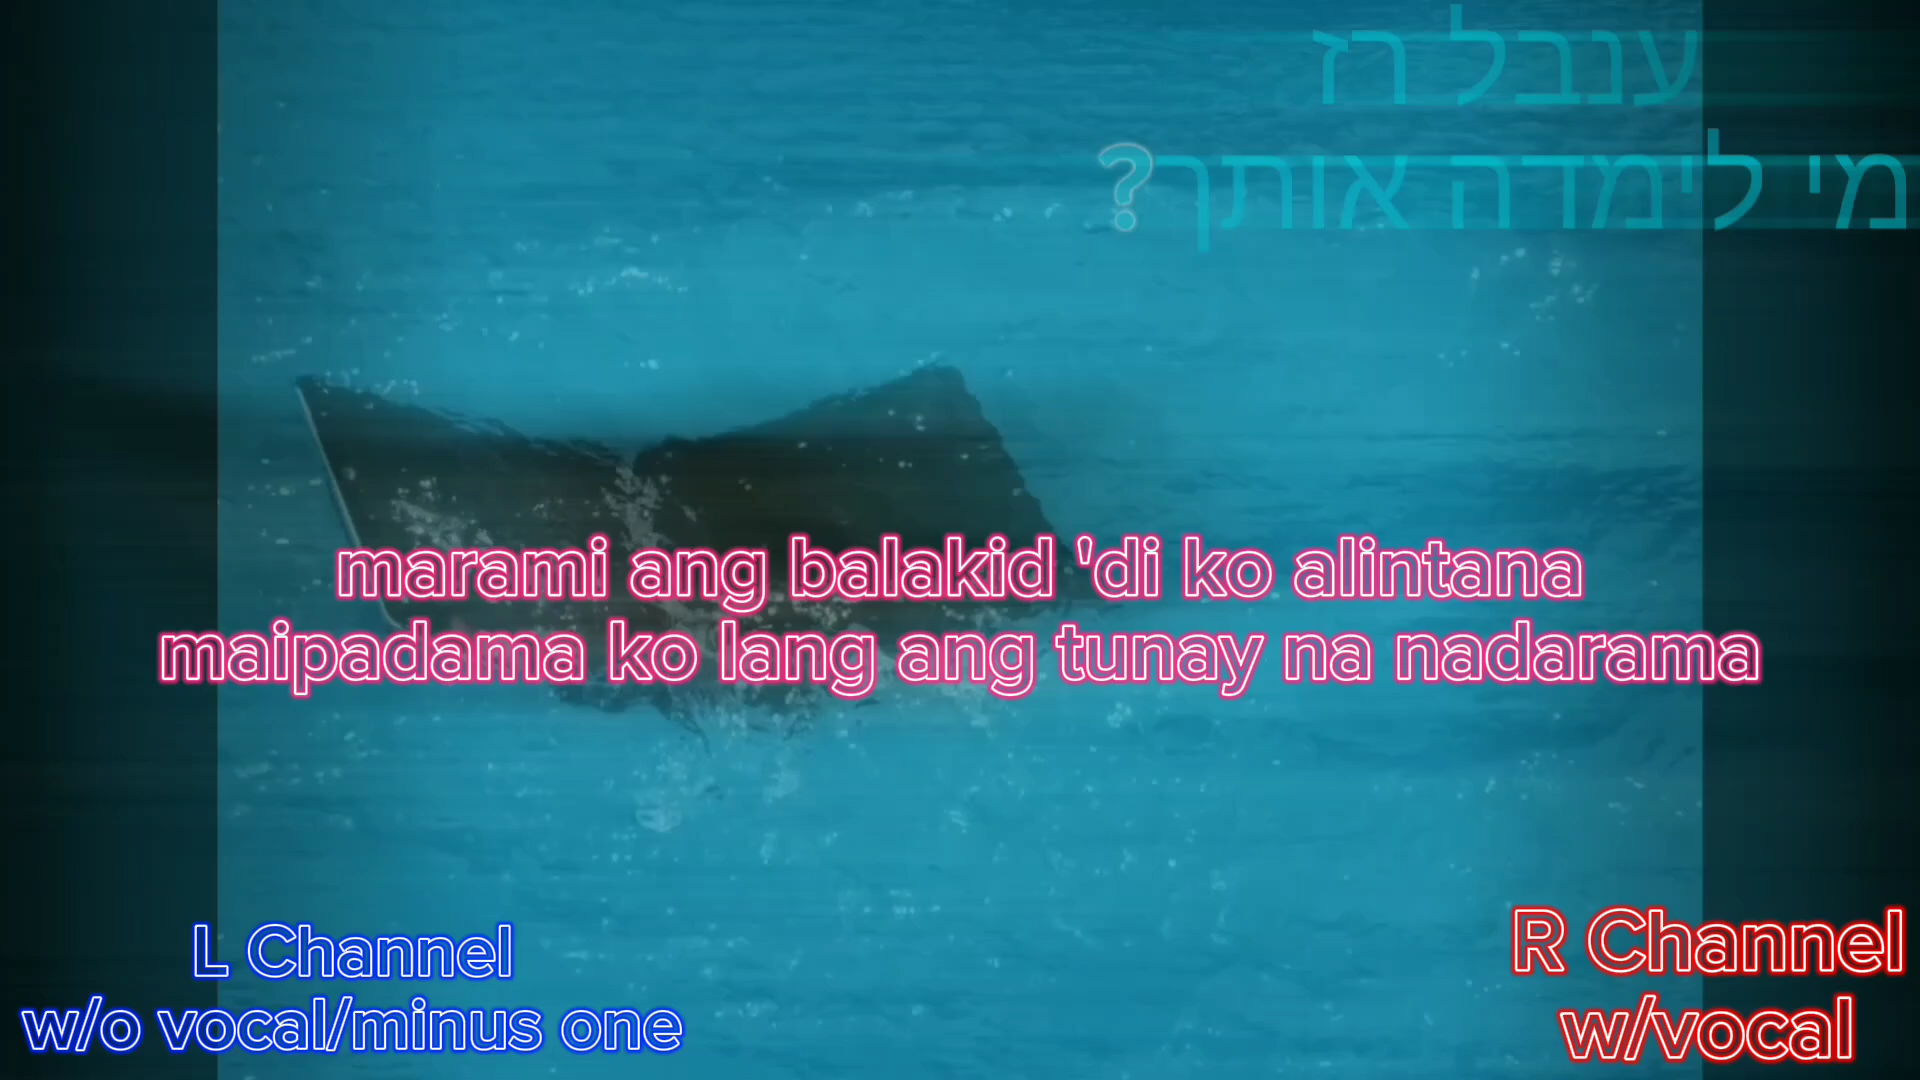 ענבל רז
מי לימדה אותך?
marami ang balakid 'di ko alintana
maipadama ko lang ang tunay na nadarama
L Channel
w/o vocal/minus one
R Channel
w/vocal